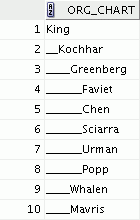 ORG_CHART
1 King
2 __Kochhar
3 ____Greenberg
4 ______Faviet
5 ______Chen
6 ______Sciarra
7 ______Urman
8 ______Popp
9 ____Whalen
10 ____Mavris